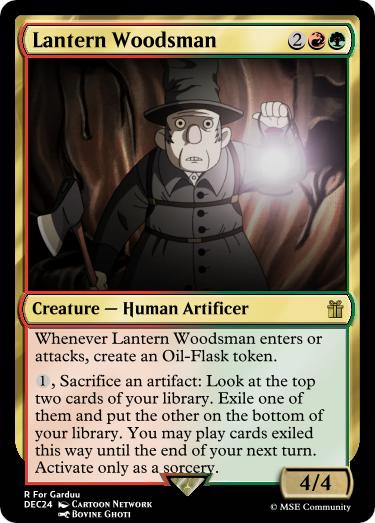 Lantern Woodsman 2
Creature — Human Artificer
Whenever Lantern Woodsman enters or
attacks, create an Oil-Flask token.
1, Sacrifice an artifact: Look at the top
two cards of your library. Exile one of
them and put the other on the bottom of
your library. You may play cards exiled
this way until the end of your next turn.
Activate only as a sorcery.
4/4
R For Garduu
DEC24 Cartoon Network
Bovine Ghoti
© MSE Community